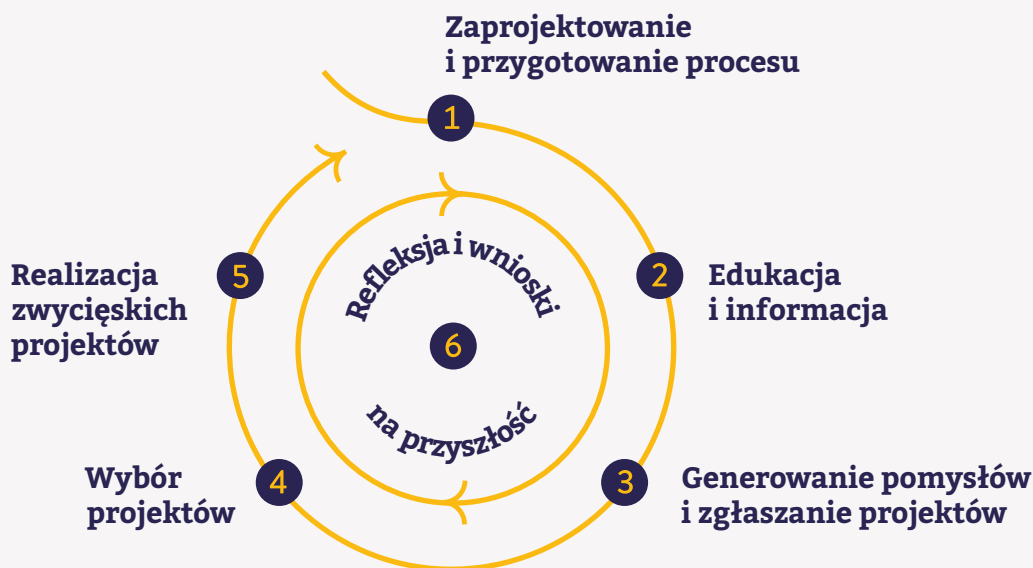 Zaprojektowanie
i przygotowanie procesu
1
2
Edukacja
i informacja
3
Generowanie pomysłów
i zgłaszanie projektów
4
Wybór
projektów
5
Realizacja
zwycięskich
projektów
Refleksja i wnioski
6
na przyszłość